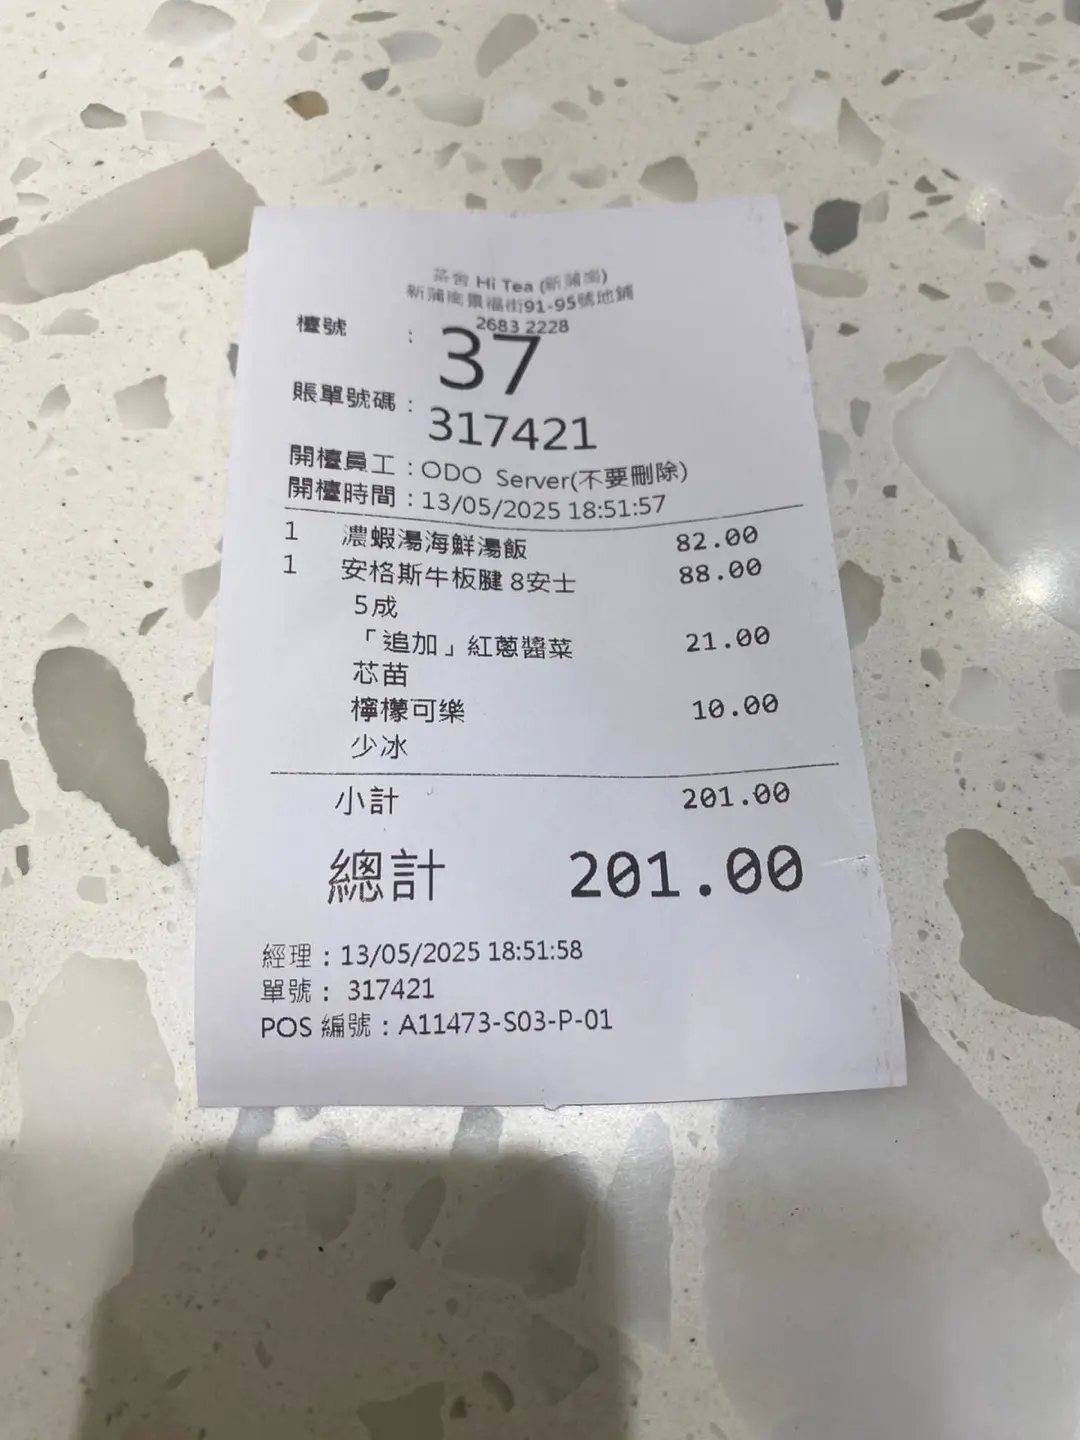 茶舍 Hi Tea (新蒲崗)
新蒲崗景福街91-95號地鋪
2683 2228
檯號 : 37
賬單號碼 : 317421
開檯員工 : ODO Server(不要刪除)
開檯時間 : 13/05/2025 18:51:57
1 濃蝦湯海鮮湯飯 82.00
1 安格斯牛板腱 8安士 88.00
5成
「追加」紅蔥醬菜 21.00
芯苗
檸檬可樂 10.00
少冰
小計 201.00
總計 201.00
經理 : 13/05/2025 18:51:58
單號 : 317421
POS 編號 : A11473-S03-P-01